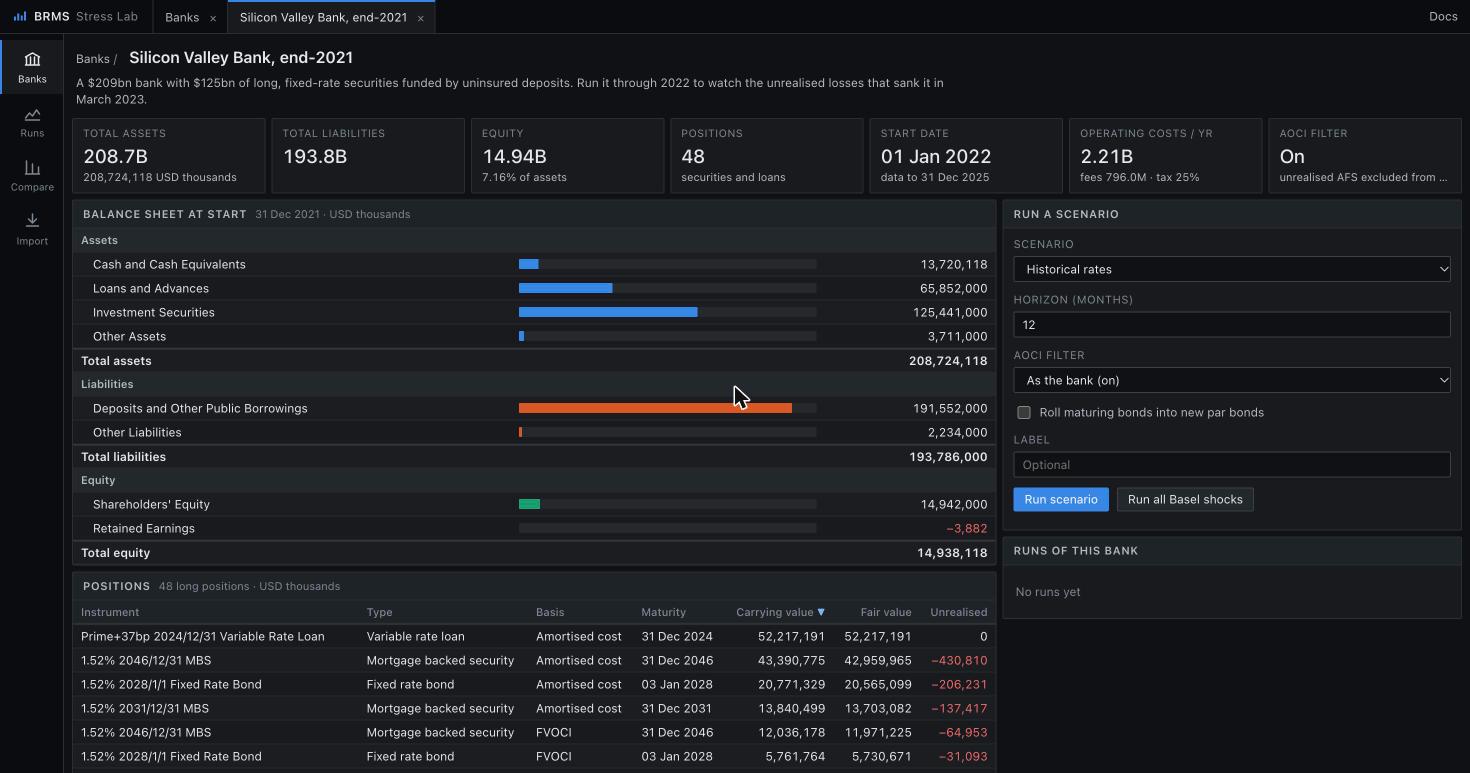 BRMS Stress Lab
Banks ×
Silicon Valley Bank, end-2021 ×
Docs
Banks
Runs
Compare
Import
Banks / Silicon Valley Bank, end-2021
A $209bn bank with $125bn of long, fixed-rate securities funded by uninsured deposits. Run it through 2022 to watch the unrealised losses that sank it in
March 2023.
TOTAL ASSETS
208.7B
208,724,118 USD thousands
TOTAL LIABILITIES
193.8B
EQUITY
14.94B
7.16% of assets
POSITIONS
48
securities and loans
START DATE
01 Jan 2022
data to 31 Dec 2025
OPERATING COSTS / YR
2.21B
fees 796.0M · tax 25%
AOCI FILTER
On
unrealised AFS excluded from ...
BALANCE SHEET AT START 31 Dec 2021 · USD thousands
Assets
Cash and Cash Equivalents 13,720,118
Loans and Advances 65,852,000
Investment Securities 125,441,000
Other Assets 3,711,000
Total assets 208,724,118
Liabilities
Deposits and Other Public Borrowings 191,552,000
Other Liabilities 2,234,000
Total liabilities 193,786,000
Equity
Shareholders' Equity 14,942,000
Retained Earnings −3,882
Total equity 14,938,118
POSITIONS 48 long positions · USD thousands
Instrument Type Basis Maturity Carrying value ▼ Fair value Unrealised
Prime+37bp 2024/12/31 Variable Rate Loan Variable rate loan Amortised cost 31 Dec 2024 52,217,191 52,217,191 0
1.52% 2046/12/31 MBS Mortgage backed security Amortised cost 31 Dec 2046 43,390,775 42,959,965 −430,810
1.52% 2028/1/1 Fixed Rate Bond Fixed rate bond Amortised cost 03 Jan 2028 20,771,329 20,565,099 −206,231
1.52% 2031/12/31 MBS Mortgage backed security Amortised cost 31 Dec 2031 13,840,499 13,703,082 −137,417
1.52% 2046/12/31 MBS Mortgage backed security FVOCI 31 Dec 2046 12,036,178 11,971,225 −64,953
1.52% 2028/1/1 Fixed Rate Bond Fixed rate bond FVOCI 03 Jan 2028 5,761,764 5,730,671 −31,093
RUN A SCENARIO
SCENARIO
Historical rates
HORIZON (MONTHS)
12
AOCI FILTER
As the bank (on)
Roll maturing bonds into new par bonds
LABEL
Optional
Run scenario
Run all Basel shocks
RUNS OF THIS BANK
No runs yet